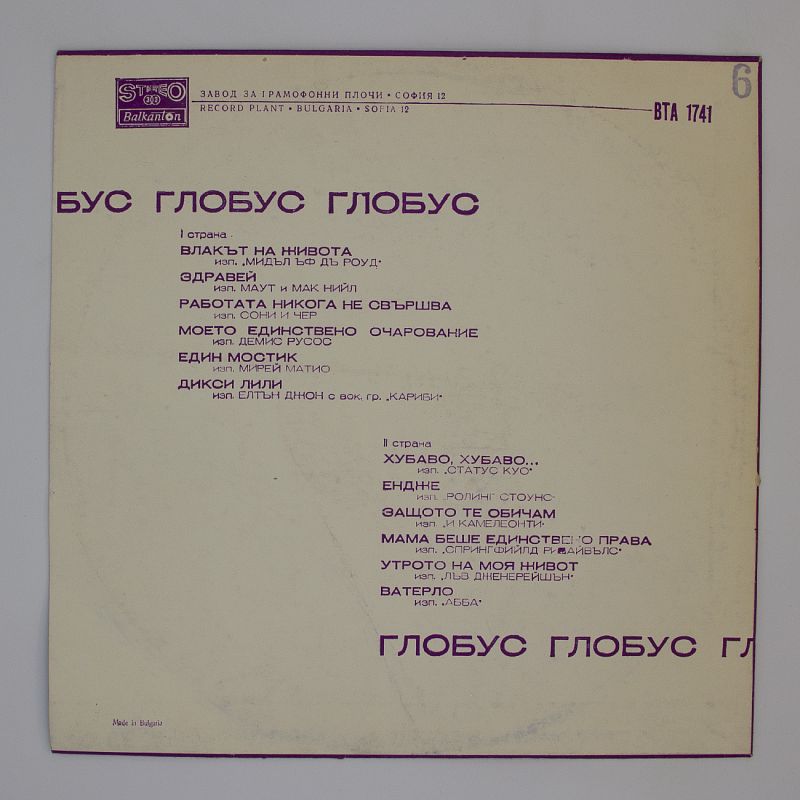 6
STEREO
33
Balkanton
ЗАВОД ЗА ГРАМОФОННИ ПЛОЧИ • СОФИЯ 12
RECORD PLANT • BULGARIA • SOFIA 12
ВТА 1741
БУС ГЛОБУС ГЛОБУС
I страна
ВЛАКЪТ НА ЖИВОТА
изп. „МИДЪЛ ЪФ ДЪ РОУД"
ЗДРАВЕЙ
изп. МАУТ и МАК НИЙЛ
РАБОТАТА НИКОГА НЕ СВЪРШВА
изп. СОНИ И ЧЕР
МОЕТО ЕДИНСТВЕНО ОЧАРОВАНИЕ
изп. ДЕМИС РУСОС
ЕДИН МОСТИК
изп. МИРЕЙ МАТИО
ДИКСИ ЛИЛИ
изп. ЕЛТЪН ДЖОН с вок. гр. „КАРИБИ"
II страна
ХУБАВО, ХУБАВО...
изп. „СТАТУС КУО"
ЕНДЖЕ
изп. „РОЛИНГ СТОУНС"
ЗАЩОТО ТЕ ОБИЧАМ
изп. „И КАМЕЛЕОНТИ"
МАМА БЕШЕ ЕДИНСТВЕНО ПРАВА
изп. „СПРИНГФИЙЛД РИВАЙВЪЛС"
УТРОТО НА МОЯ ЖИВОТ
изп. „ЛЪВ ДЖЕНЕРЕЙШЪН"
ВАТЕРЛО
изп. „АББА"
ГЛОБУС ГЛОБУС ГЛ
Made in Bulgaria